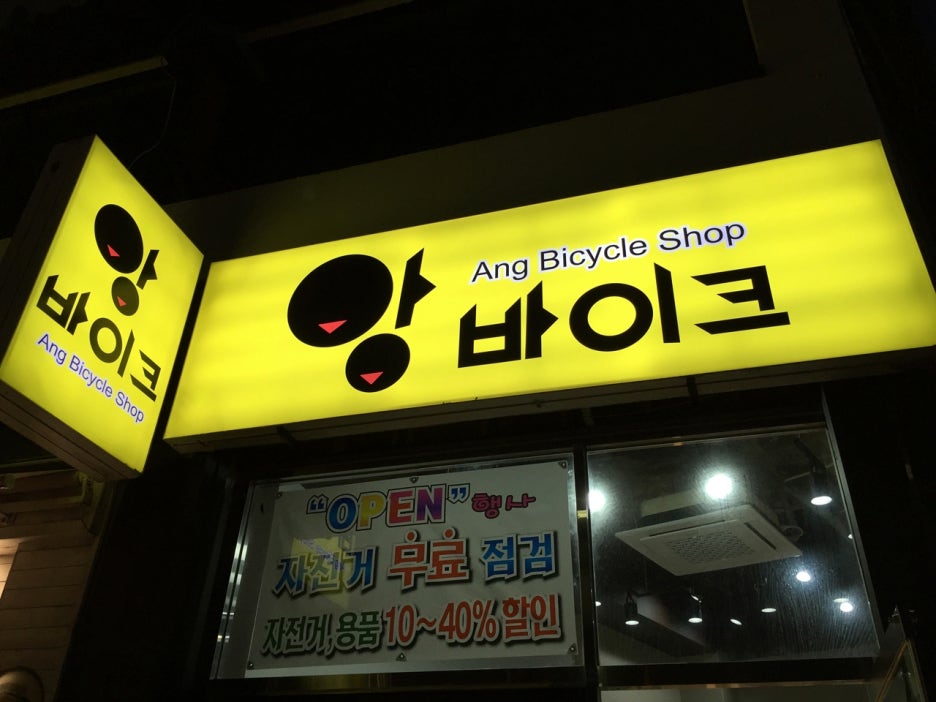 앙
바이크
Ang Bicycle Shop
Ang Bicycle Shop
앙 바이크
"OPEN" 행사
자전거 무료 점검
자전거,용품 10~40% 할인